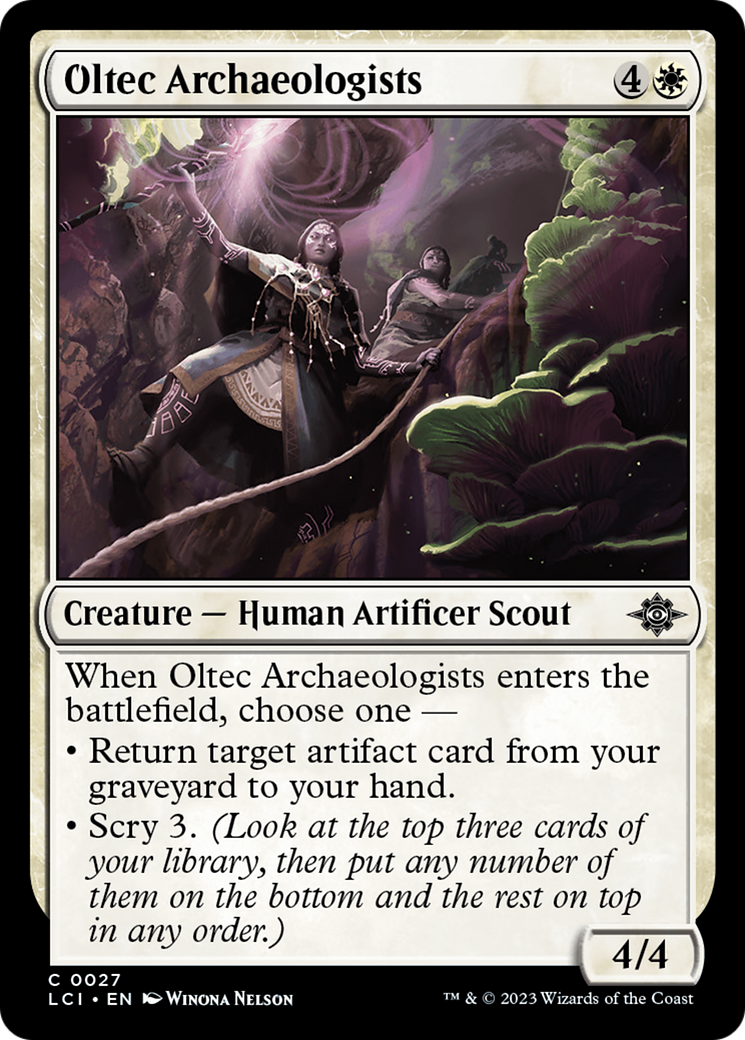 Oltec Archaeologists 4
Creature — Human Artificer Scout
When Oltec Archaeologists enters the
battlefield, choose one —
• Return target artifact card from your
graveyard to your hand.
• Scry 3. (Look at the top three cards of
your library, then put any number of
them on the bottom and the rest on top
in any order.)
4/4
C 0027
LCI • EN Winona Nelson
™ & © 2023 Wizards of the Coast